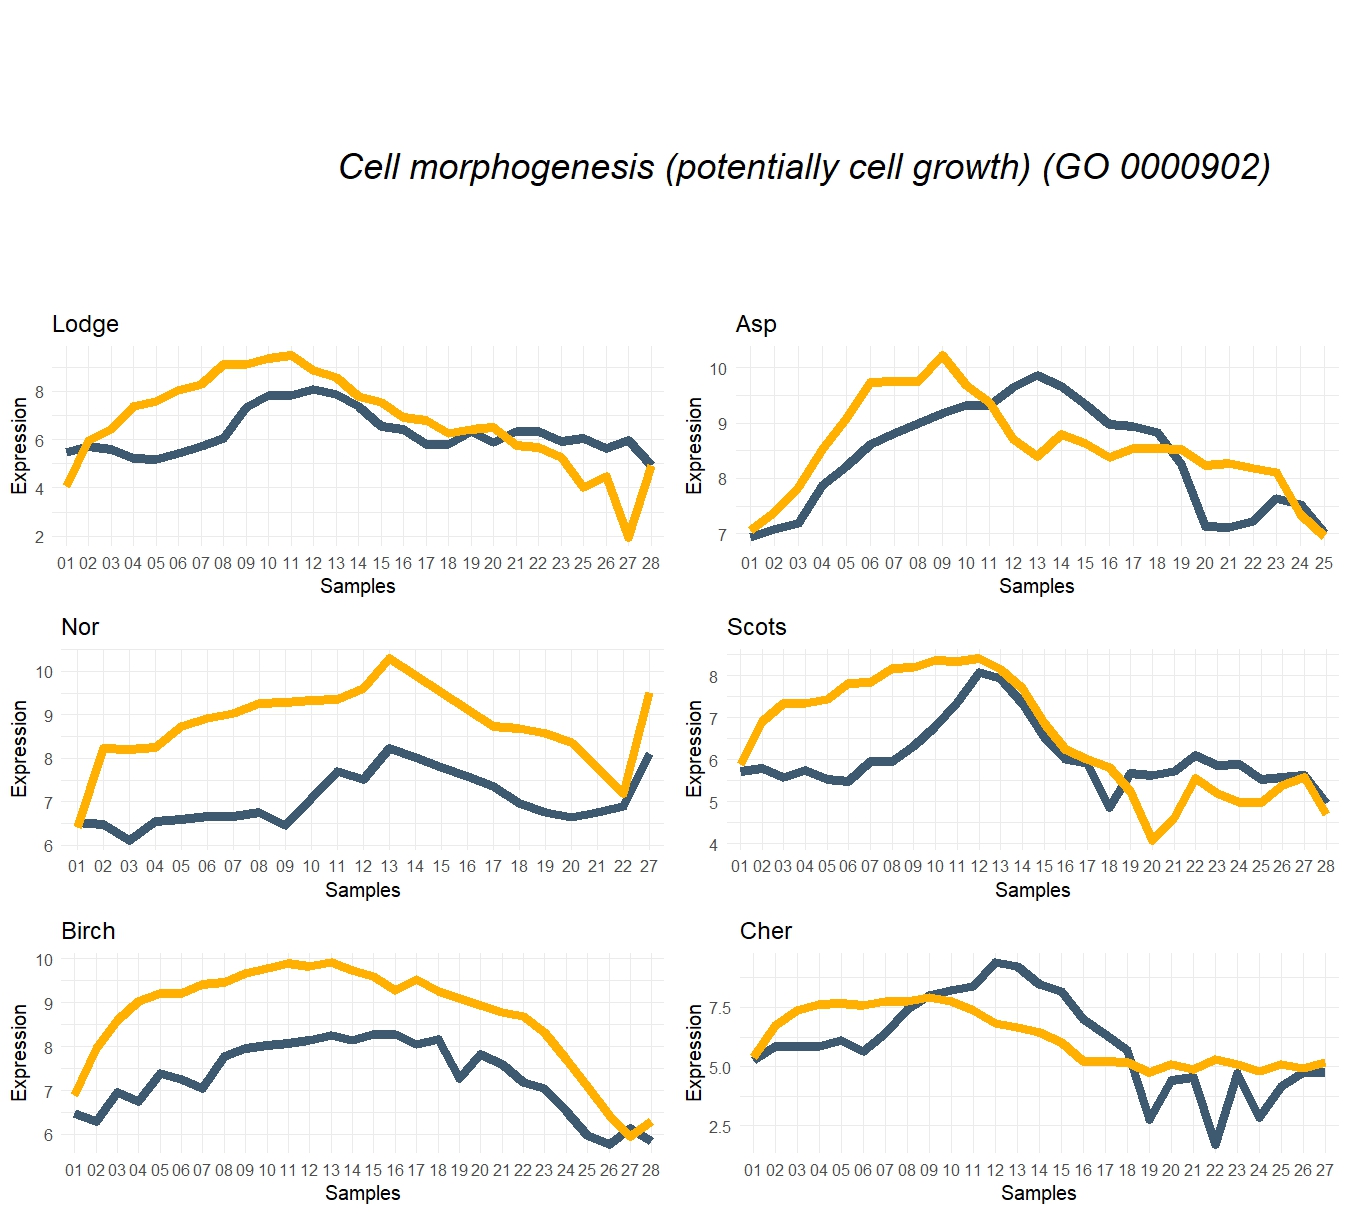 Cell morphogenesis (potentially cell growth) (GO 0000902)
Lodge
Expression
8
6
4
2
01 02 03 04 05 06 07 08 09 10 11 12 13 14 15 16 17 18 19 20 21 22 23 25 26 27 28
Samples
Asp
Expression
10
9
8
7
01 02 03 04 05 06 07 08 09 10 11 12 13 14 15 16 17 18 19 20 21 22 23 24 25
Samples
Nor
Expression
10
9
8
7
6
01 02 03 04 05 06 07 08 09 10 11 12 13 14 15 16 17 18 19 20 21 22 27
Samples
Scots
Expression
8
7
6
5
4
01 02 03 04 05 06 07 08 09 10 11 12 13 14 15 16 17 18 19 20 21 22 23 24 25 26 27 28
Samples
Birch
Expression
10
9
8
7
6
01 02 03 04 05 06 07 08 09 10 11 12 13 14 15 16 17 18 19 20 21 22 23 24 25 26 27 28
Samples
Cher
Expression
7.5
5.0
2.5
01 02 03 04 05 06 07 08 09 10 11 12 13 14 15 16 17 18 19 20 21 22 23 24 25 26 27
Samples